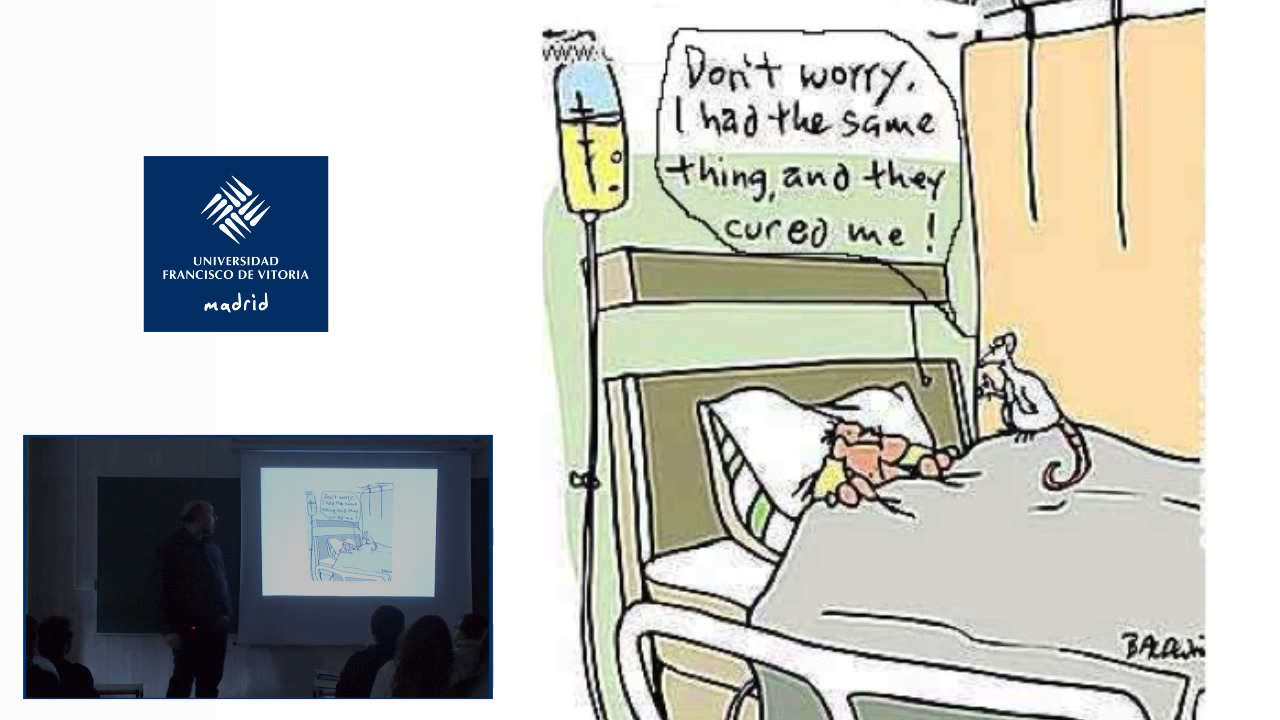 UNIVERSIDAD
FRANCISCO DE VITORIA
madrid
Don't worry.
I had the same
thing, and they
cured me!